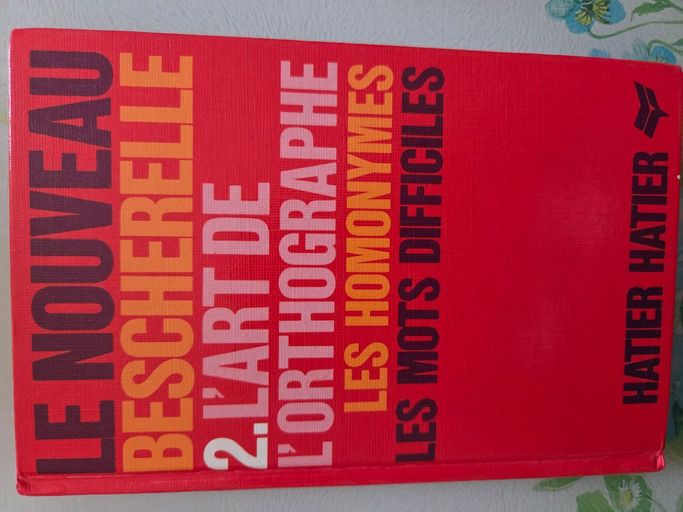 LE NOUVEAU
BESCHERELLE
2. L'ART DE
L'ORTHOGRAPHE
LES HOMONYMES
LES MOTS DIFFICILES
HATIER HATIER